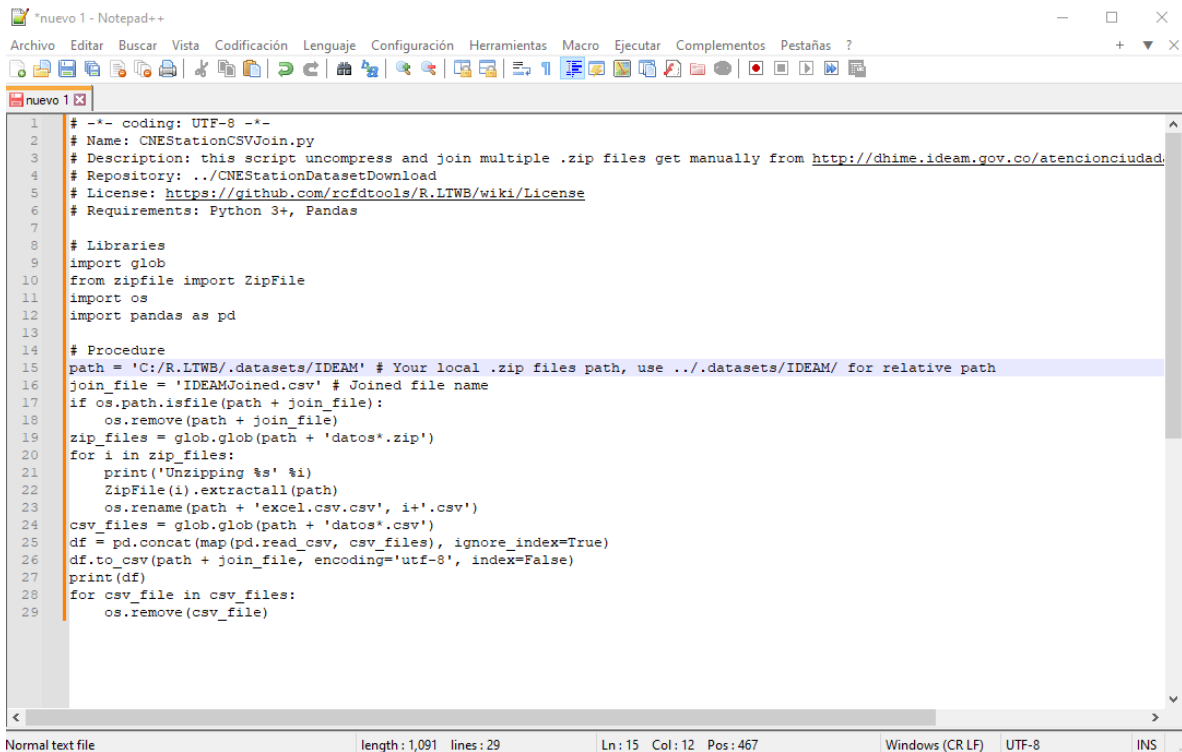 *nuevo 1 - Notepad++
Archivo Editar Buscar Vista Codificación Lenguaje Configuración Herramientas Macro Ejecutar Complementos Pestañas ?
nuevo 1
1 # -*- coding: UTF-8 -*-
2 # Name: CNEStationCSVJoin.py
3 # Description: this script uncompress and join multiple .zip files get manually from http://dhime.ideam.gov.co/atencionciudad
4 # Repository: ../CNEStationDatasetDownload
5 # License: https://github.com/rcfdtools/R.LTWB/wiki/License
6 # Requirements: Python 3+, Pandas
7
8 # Libraries
9 import glob
10 from zipfile import ZipFile
11 import os
12 import pandas as pd
13
14 # Procedure
15 path = 'C:/R.LTWB/.datasets/IDEAM' # Your local .zip files path, use ../.datasets/IDEAM/ for relative path
16 join_file = 'IDEAMJoined.csv' # Joined file name
17 if os.path.isfile(path + join_file):
18     os.remove(path + join_file)
19 zip_files = glob.glob(path + 'datos*.zip')
20 for i in zip_files:
21     print('Unzipping %s' %i)
22     ZipFile(i).extractall(path)
23     os.rename(path + 'excel.csv.csv', i+'.csv')
24 csv_files = glob.glob(path + 'datos*.csv')
25 df = pd.concat(map(pd.read_csv, csv_files), ignore_index=True)
26 df.to_csv(path + join_file, encoding='utf-8', index=False)
27 print(df)
28 for csv_file in csv_files:
29     os.remove(csv_file)
Normal text file length : 1,091 lines : 29 Ln : 15 Col : 12 Pos : 467 Windows (CR LF) UTF-8 INS